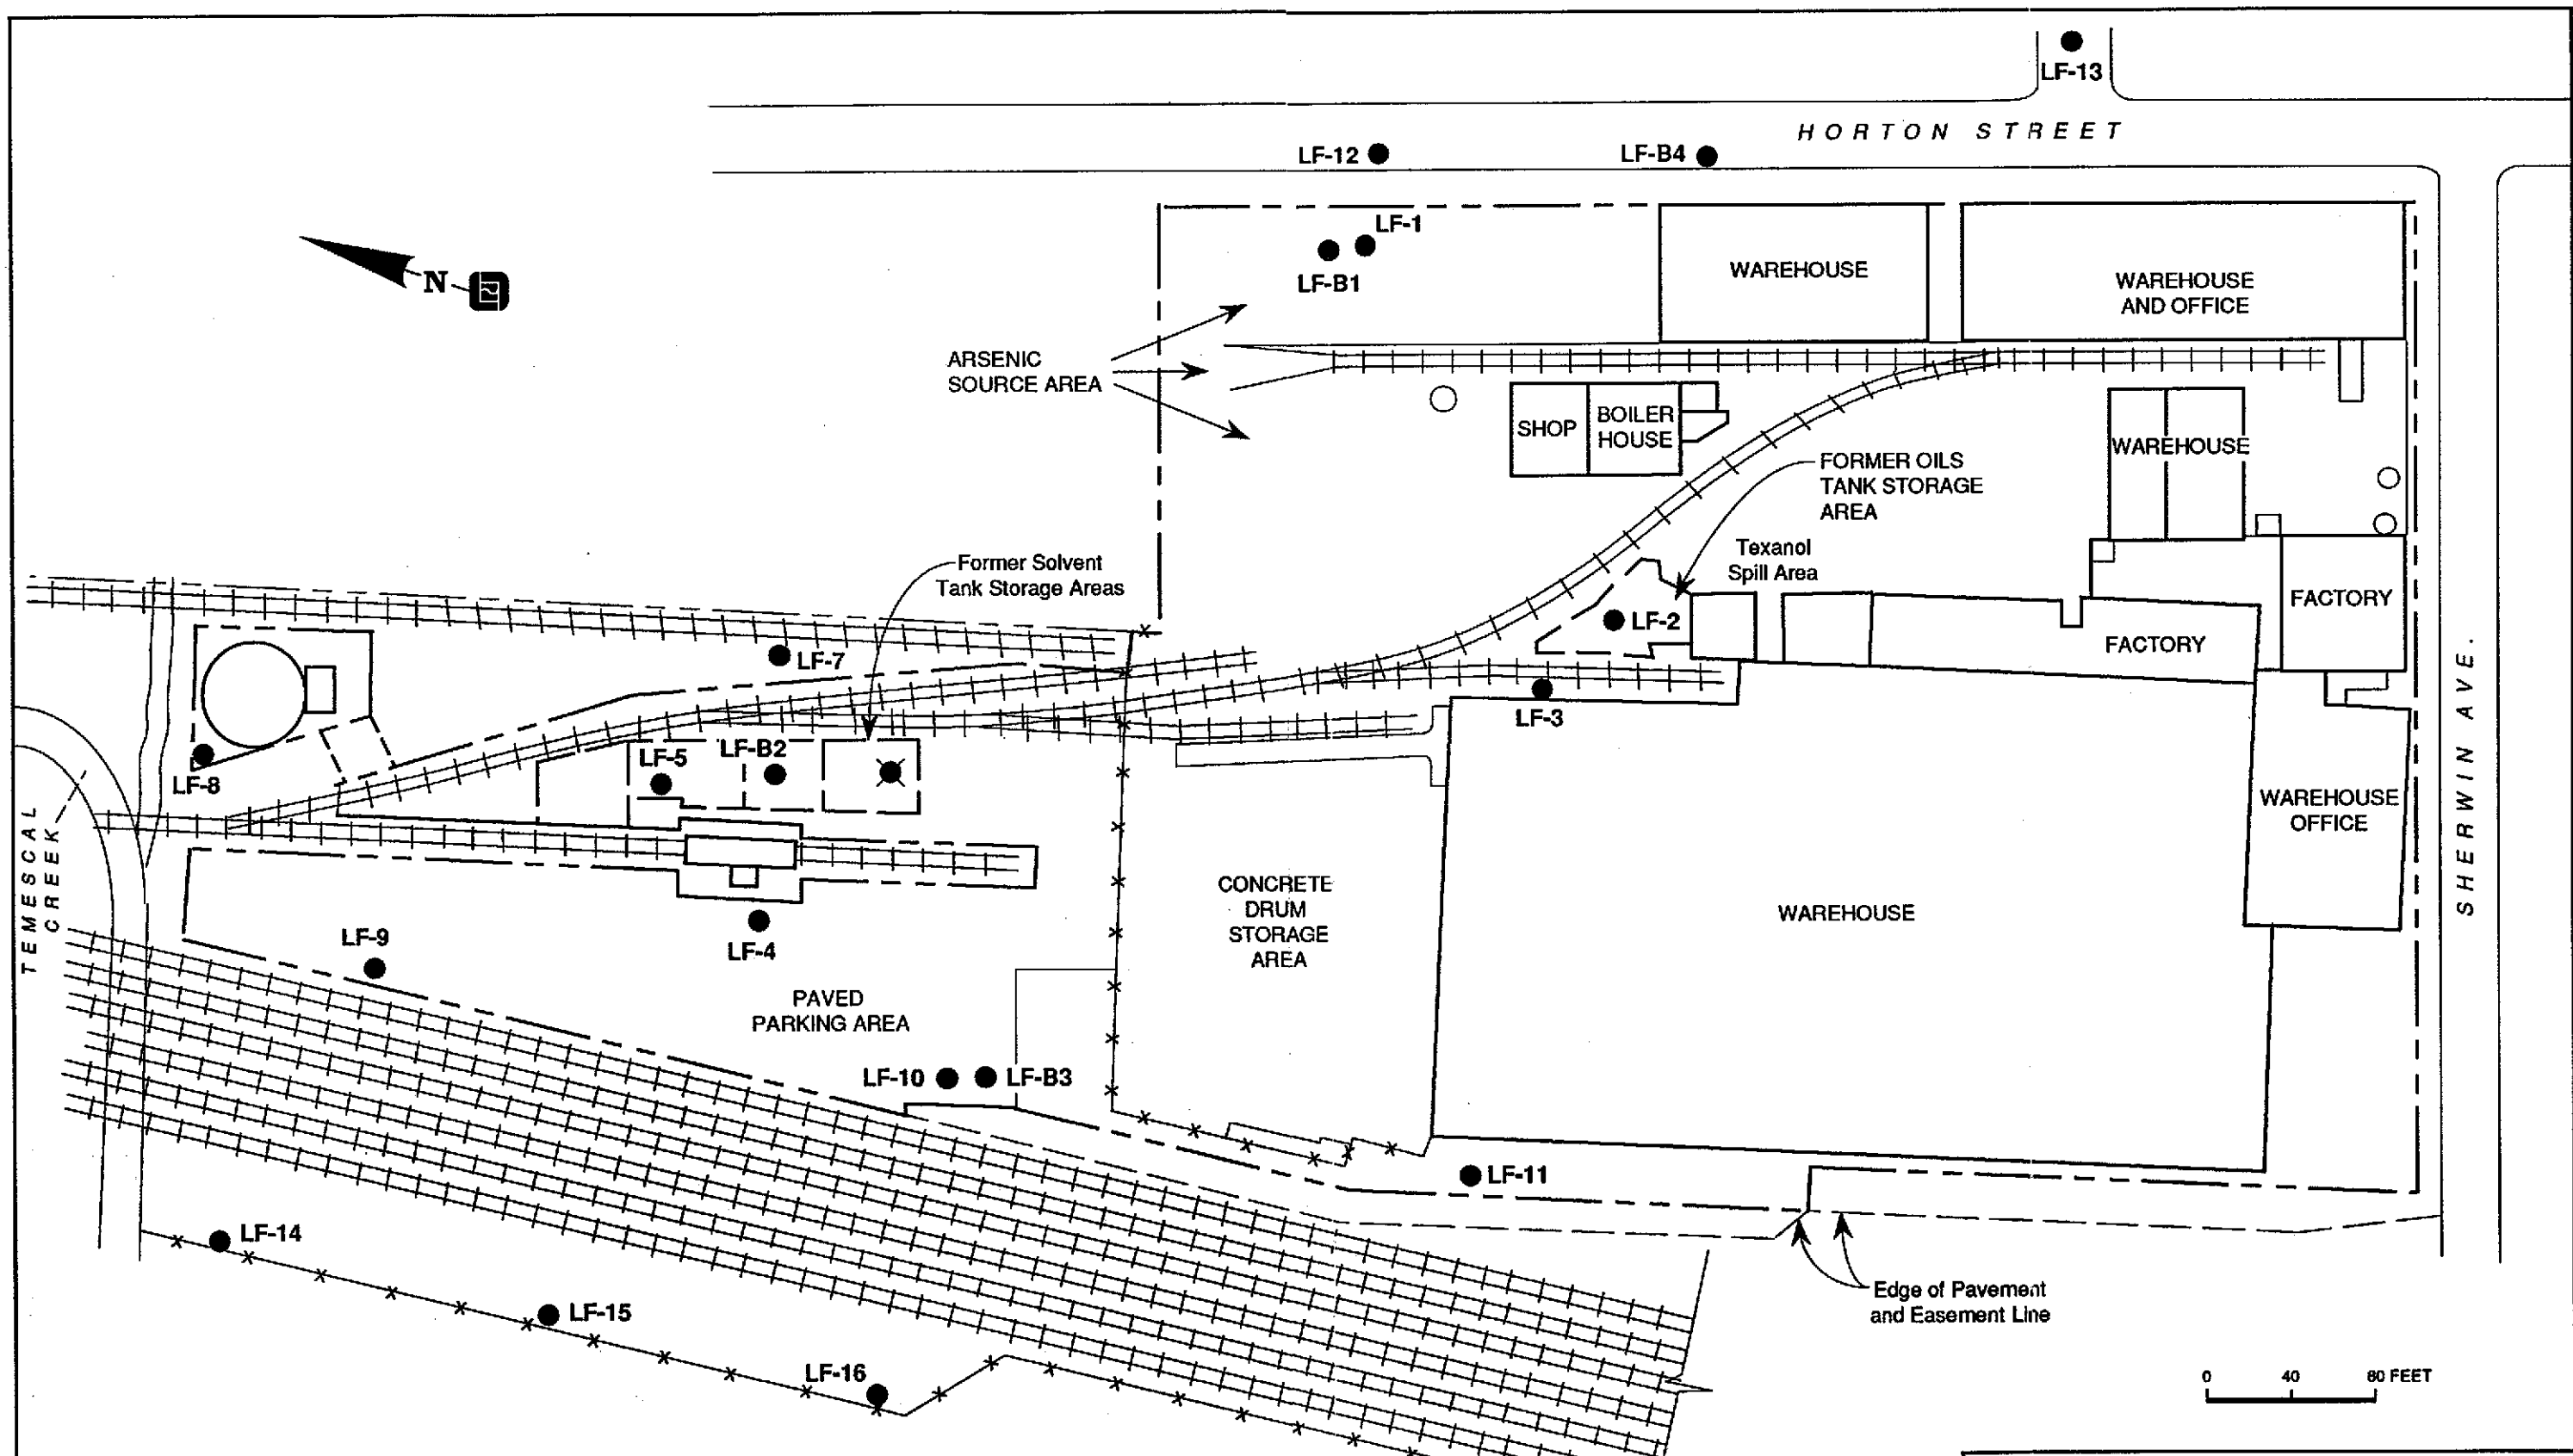 LF-13
HORTON STREET
LF-12
LF-B4
LF-1
LF-B1
N
WAREHOUSE
WAREHOUSE
AND OFFICE
ARSENIC
SOURCE AREA
SHOP
BOILER
HOUSE
WAREHOUSE
FORMER OILS
TANK STORAGE
AREA
Texanol
Spill Area
Former Solvent
Tank Storage Areas
LF-2
FACTORY
FACTORY
LF-7
LF-3
SHERWIN AVE.
LF-8
LF-5
LF-B2
WAREHOUSE
OFFICE
TEMESCAL
CREEK
CONCRETE
DRUM
STORAGE
AREA
WAREHOUSE
LF-9
LF-4
PAVED
PARKING AREA
LF-10
LF-B3
LF-11
LF-14
LF-15
LF-16
Edge of Pavement
and Easement Line
0 40 80 FEET